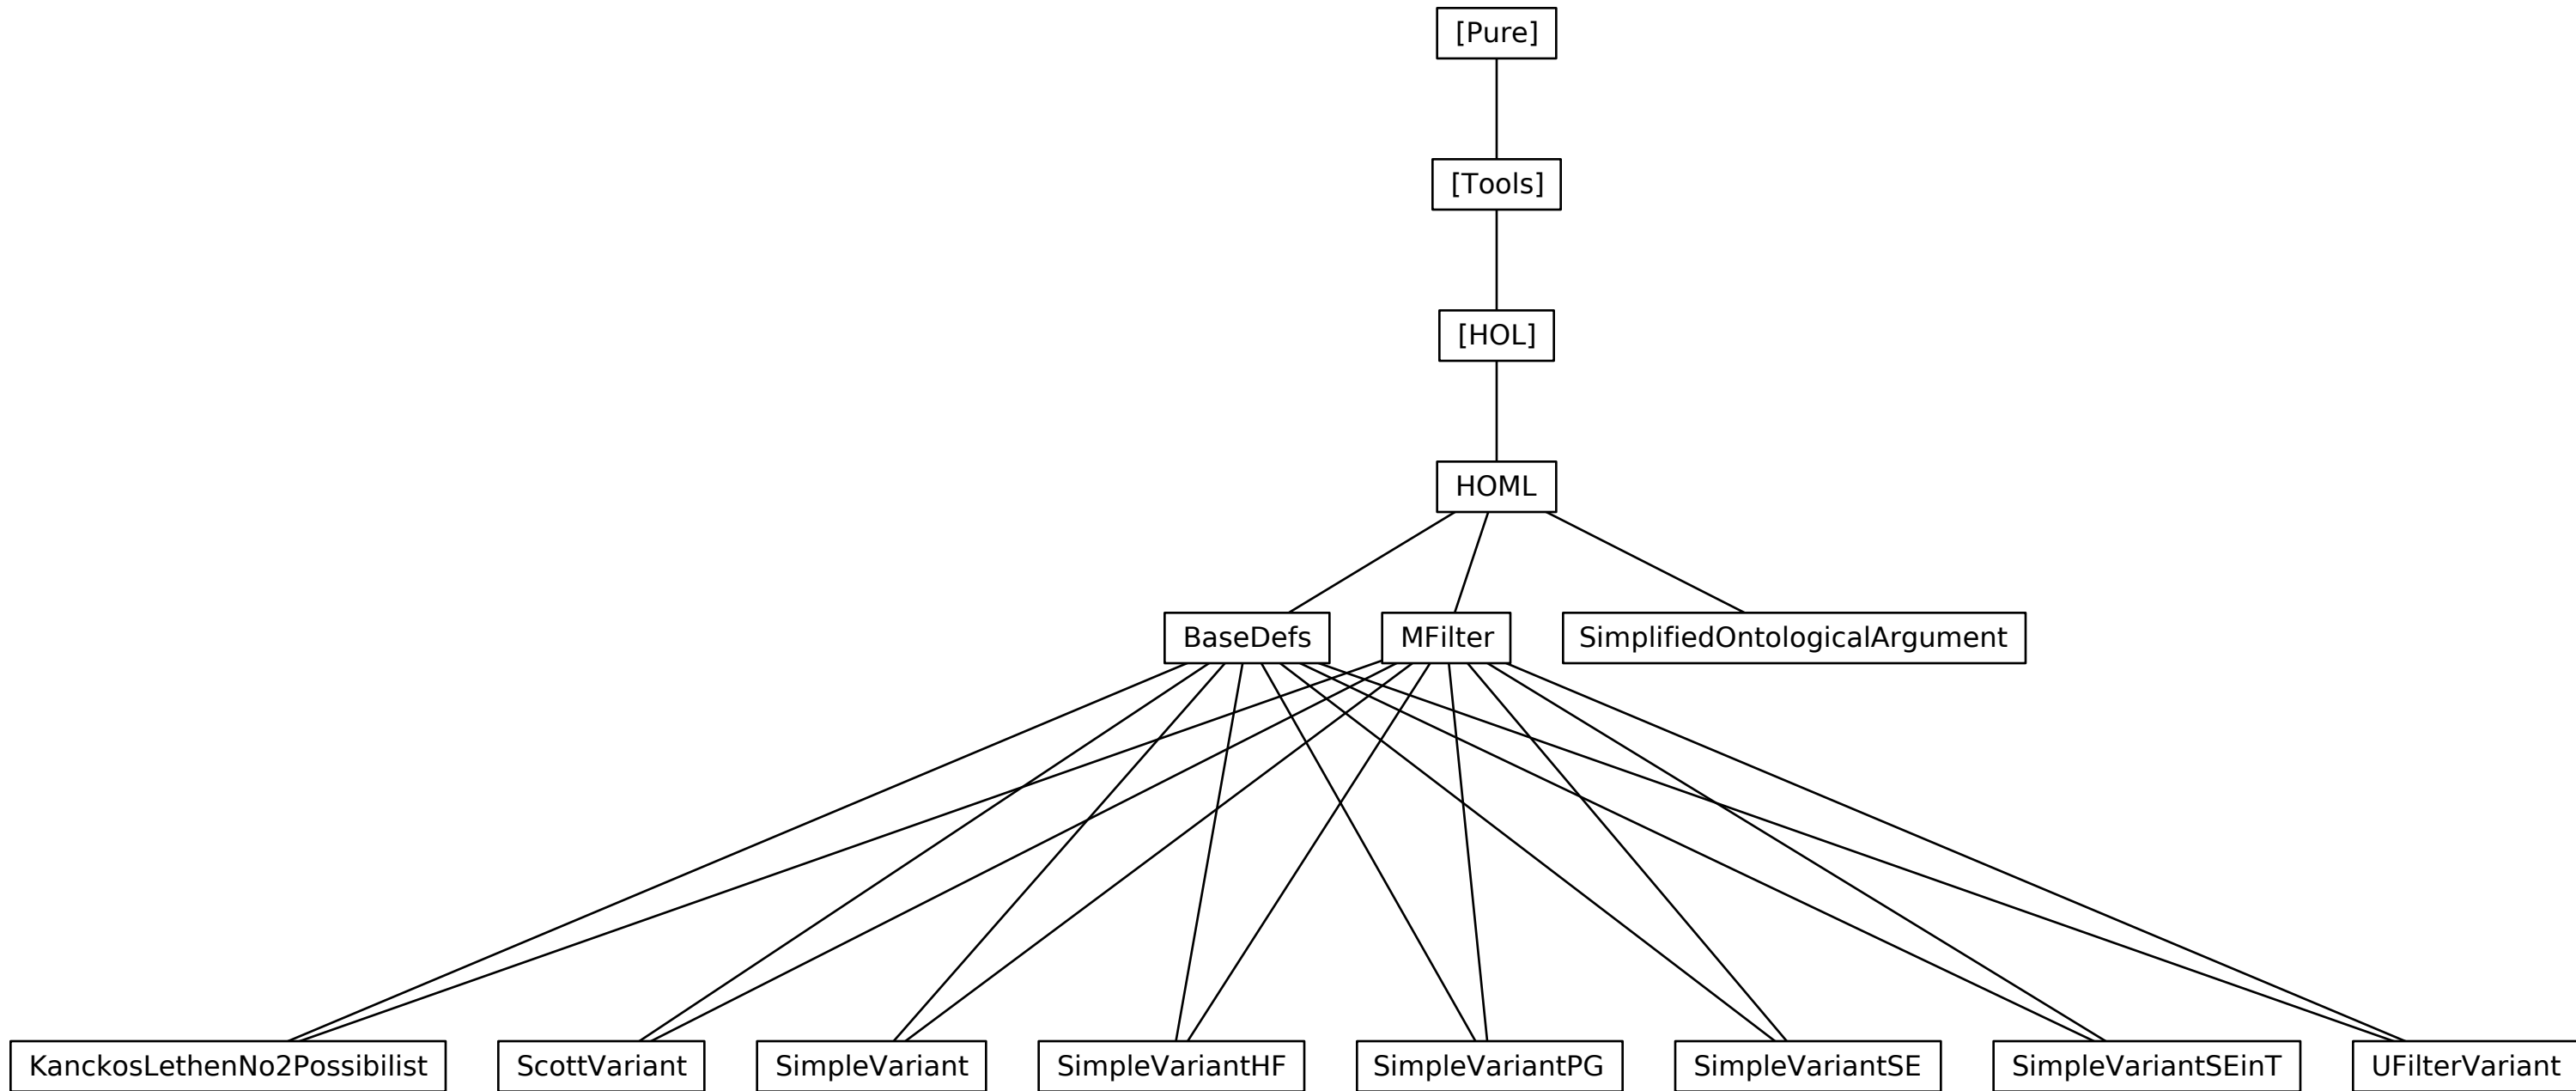 [Pure]
[Tools]
[HOL]
HOML
BaseDefs
MFilter
SimplifiedOntologicalArgument
KanckosLethenNo2Possibilist
ScottVariant
SimpleVariant
SimpleVariantHF
SimpleVariantPG
SimpleVariantSE
SimpleVariantSEinT
UFilterVariant